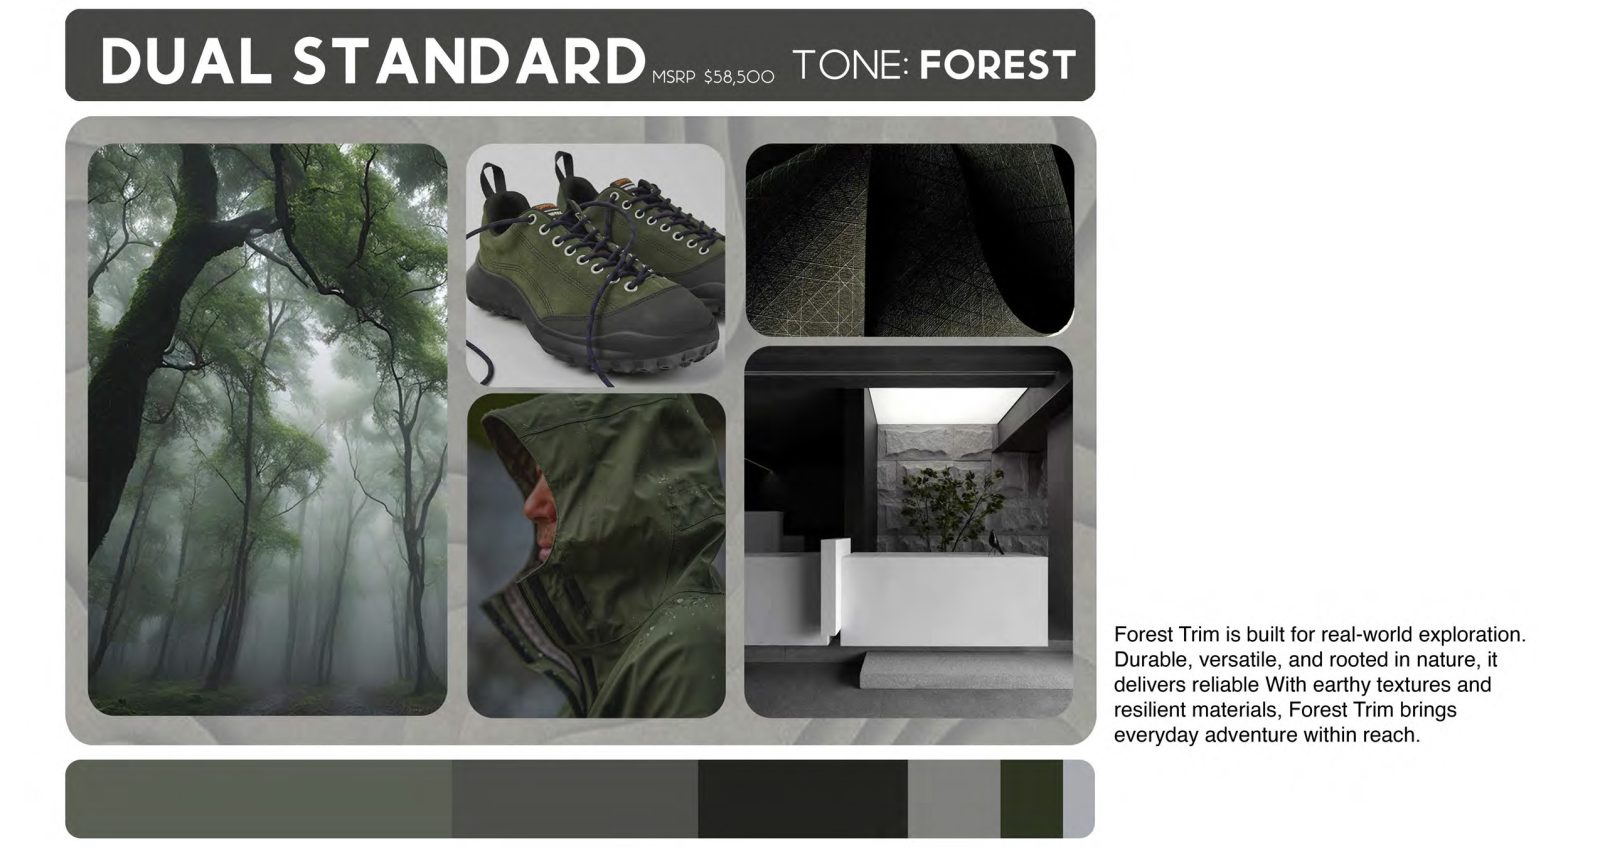 DUAL STANDARD MSRP $58,500 TONE: FOREST
Forest Trim is built for real-world exploration.
Durable, versatile, and rooted in nature, it
delivers reliable With earthy textures and
resilient materials, Forest Trim brings
everyday adventure within reach.